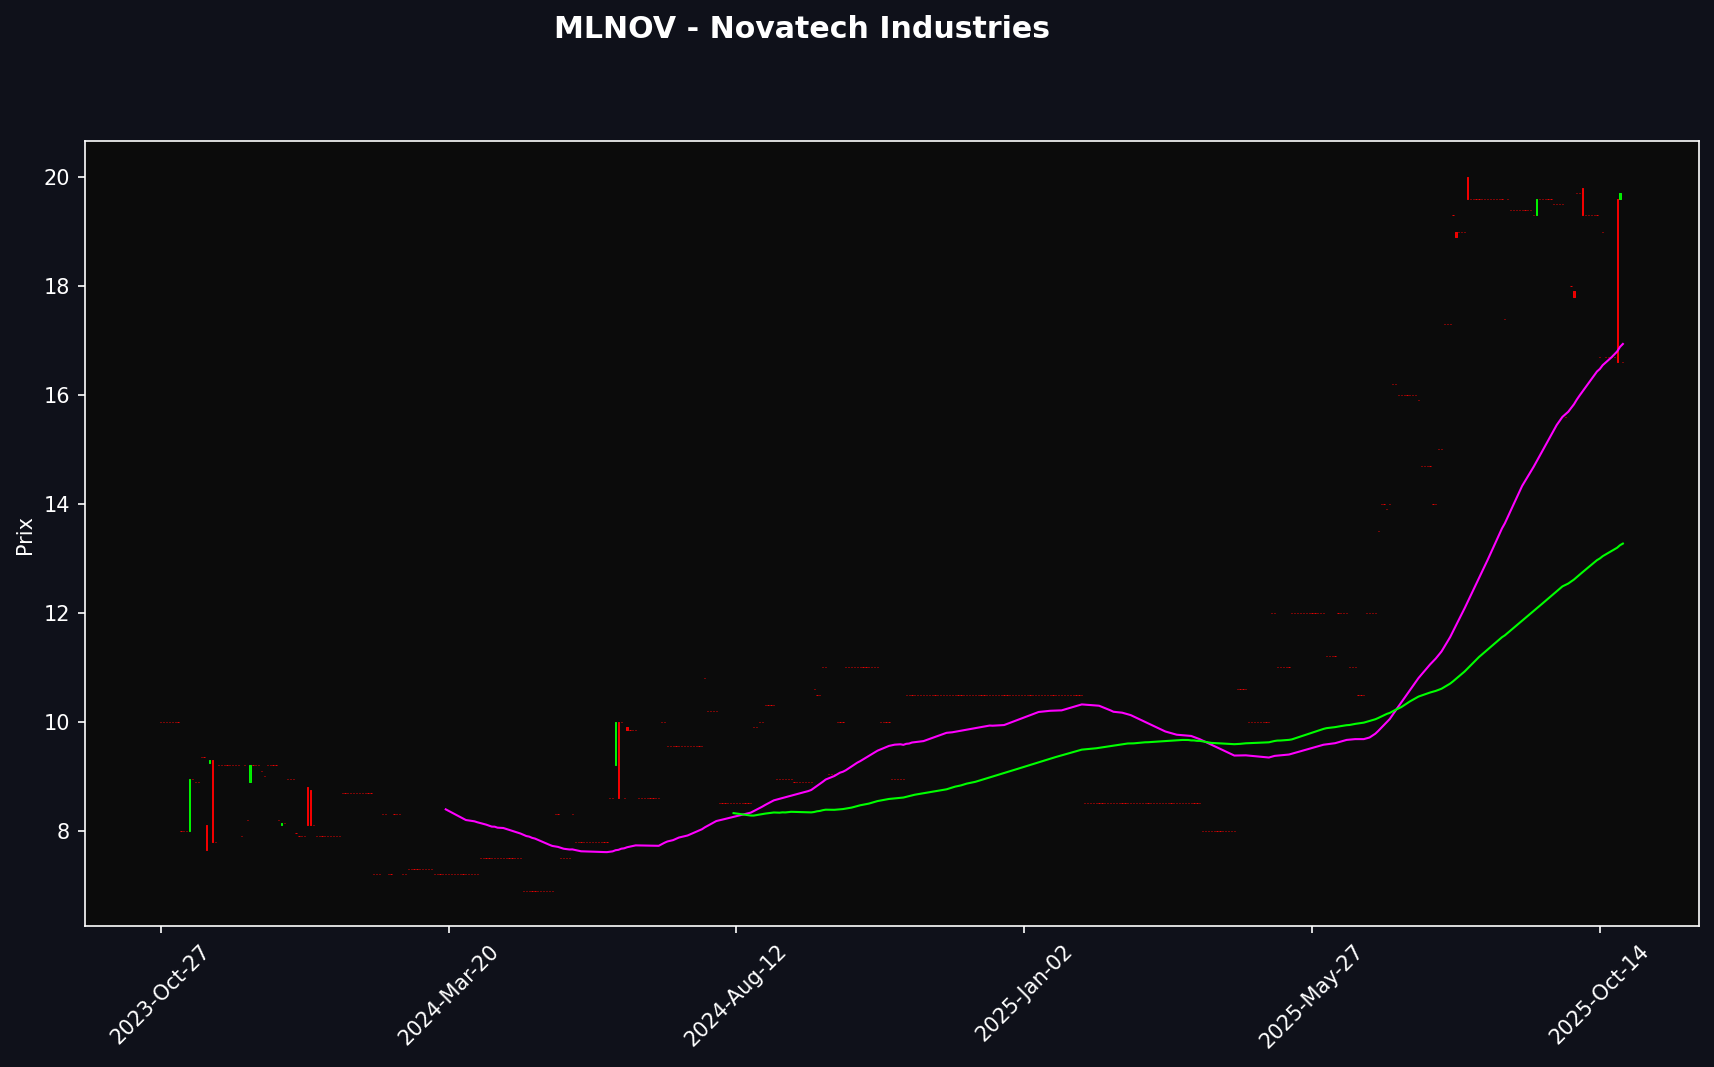 MLNOV - Novatech Industries
Prix
20
18
16
14
12
10
8
2023-Oct-27
2024-Mar-20
2024-Aug-12
2025-Jan-02
2025-May-27
2025-Oct-14